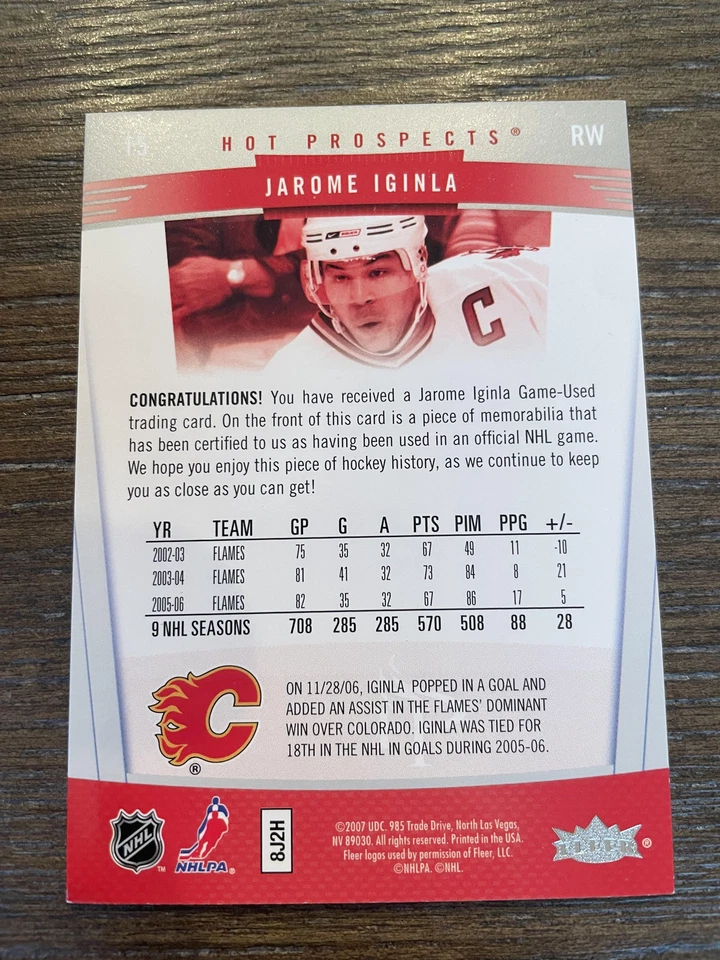 15 HOT PROSPECTS® RW
JAROME IGINLA
C
CONGRATULATIONS! You have received a Jarome Iginla Game-Used
trading card. On the front of this card is a piece of memorabilia that
has been certified to us as having been used in an official NHL game.
We hope you enjoy this piece of hockey history, as we continue to keep
you as close as you can get!
YR TEAM GP G A PTS PIM PPG +/-
2002-03 FLAMES 75 35 32 67 49 11 -10
2003-04 FLAMES 81 41 32 73 84 8 21
2005-06 FLAMES 82 35 32 67 86 17 5
9 NHL SEASONS 708 285 285 570 508 88 28
C ®
ON 11/28/06, IGINLA POPPED IN A GOAL AND
ADDED AN ASSIST IN THE FLAMES' DOMINANT
WIN OVER COLORADO. IGINLA WAS TIED FOR
18TH IN THE NHL IN GOALS DURING 2005-06.
NHL ™
NHLPA ®
8J2H
©2007 UDC. 985 Trade Drive, North Las Vegas,
NV 89030. All rights reserved. Printed in the USA.
Fleer logos used by permission of Fleer, LLC.
©NHLPA. ©NHL.
FLEER ®